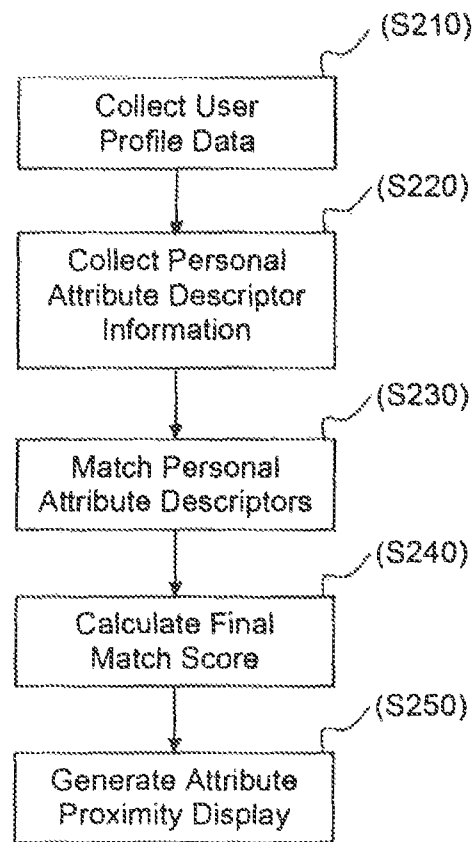 (S210)
Collect User
Profile Data
(S220)
Collect Personal
Attribute Descriptor
Information
(S230)
Match Personal
Attribute Descriptors
(S240)
Calculate Final
Match Score
(S250)
Generate Attribute
Proximity Display